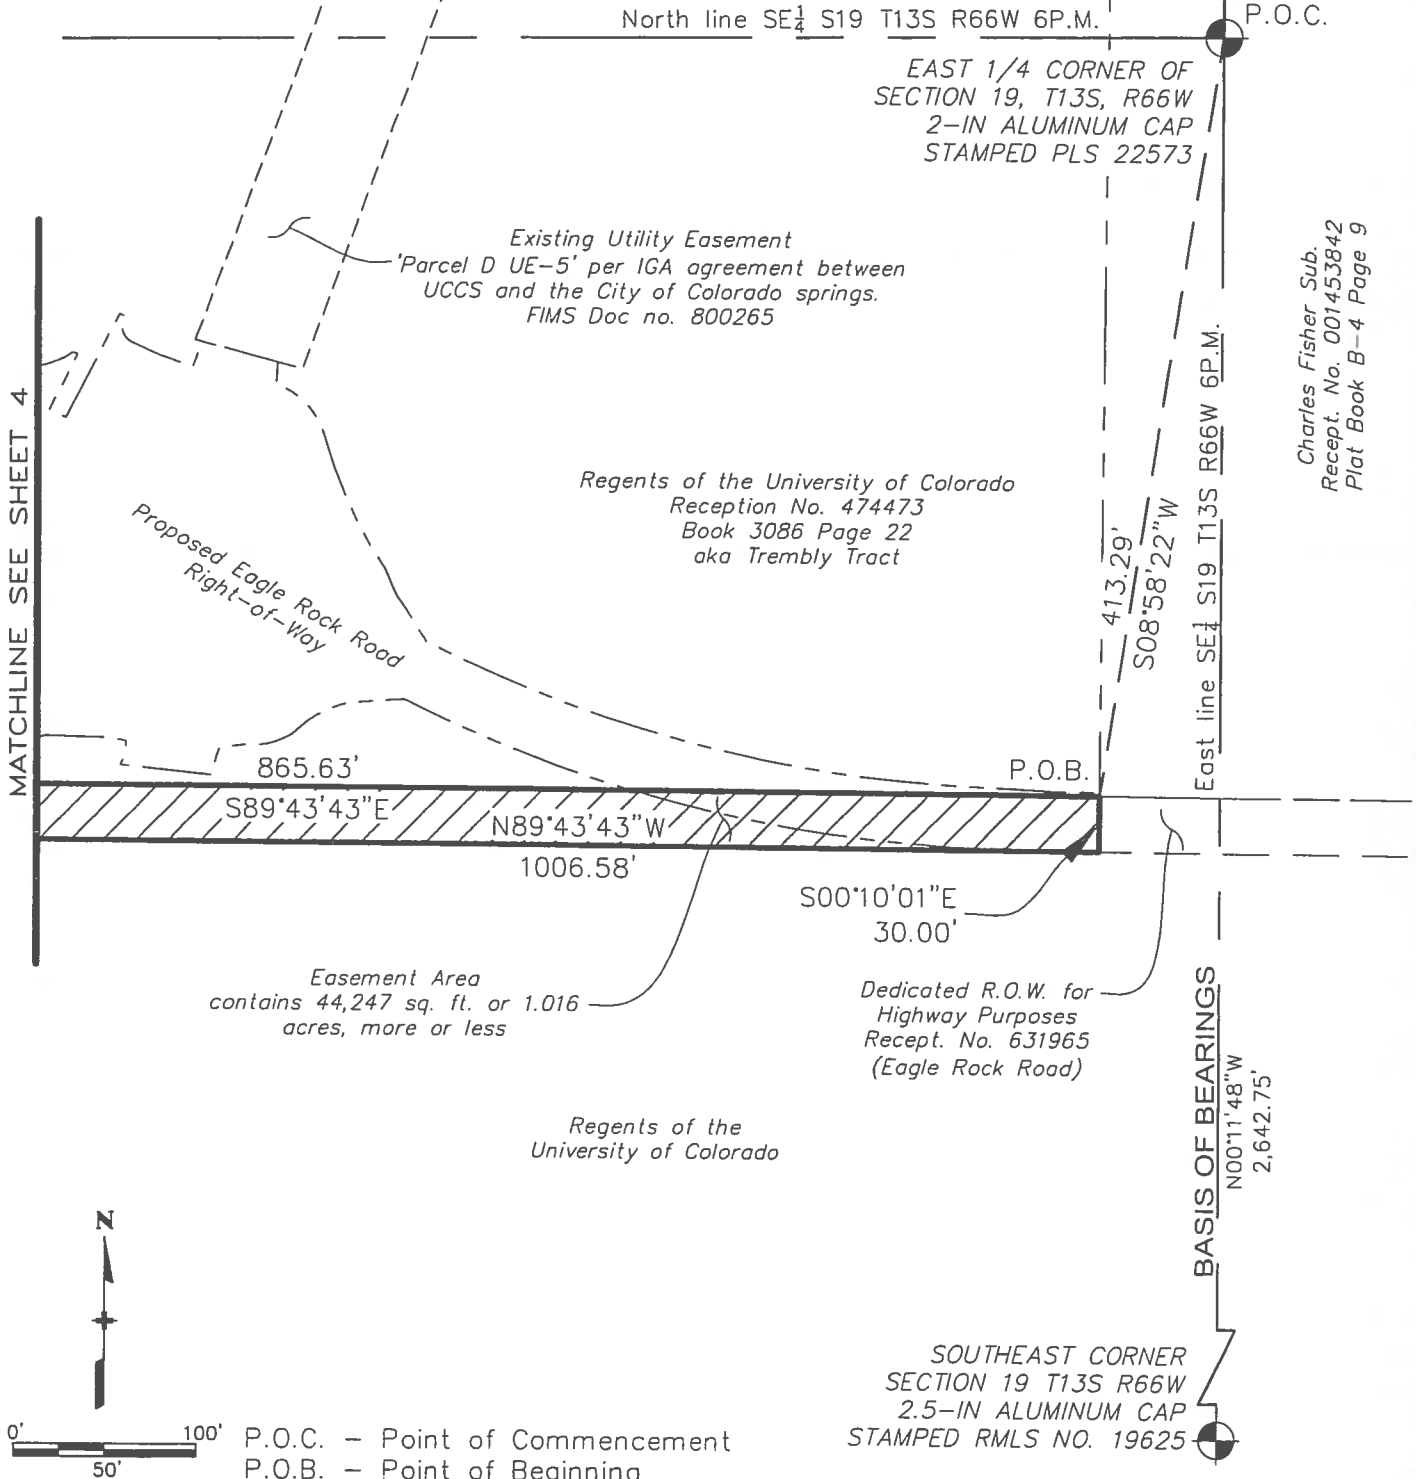 North line SE¼ S19 T13S R66W 6P.M.
P.O.C.
EAST 1/4 CORNER OF
SECTION 19, T13S, R66W
2-IN ALUMINUM CAP
STAMPED PLS 22573
Existing Utility Easement
'Parcel D UE-5' per IGA agreement between
UCCS and the City of Colorado springs.
FIMS Doc no. 800265
Charles Fisher Sub.
Recept. No. 001453842
Plat Book B-4 Page 9
MATCHLINE SEE SHEET 4
Regents of the University of Colorado
Reception No. 474473
Book 3086 Page 22
aka Trembly Tract
Proposed Eagle Rock Road
Right-of-Way
413.29'
S08°58'22"W
East line SE¼ S19 T13S R66W 6P.M.
865.63'
P.O.B.
S89°43'43"E
N89°43'43"W
1006.58'
S00°10'01"E
30.00'
Easement Area
contains 44,247 sq. ft. or 1.016
acres, more or less
Dedicated R.O.W. for
Highway Purposes
Recept. No. 631965
(Eagle Rock Road)
BASIS OF BEARINGS
N00°11'48"W
2,642.75'
Regents of the
University of Colorado
N
SOUTHEAST CORNER
SECTION 19 T13S R66W
2.5-IN ALUMINUM CAP
STAMPED RMLS NO. 19625
0'
100'
50'
P.O.C. - Point of Commencement
P.O.B. - Point of Beginning